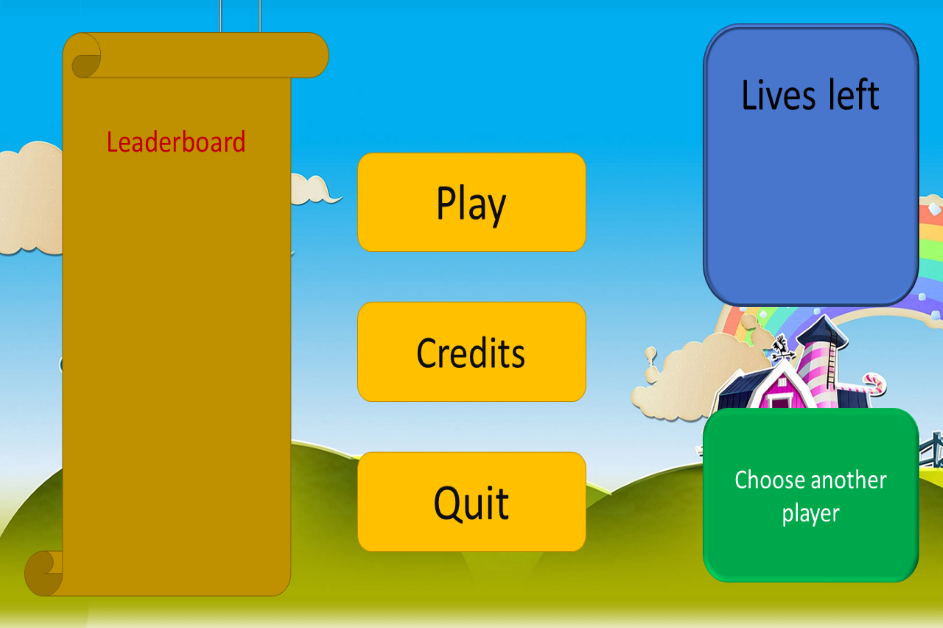 Leaderboard
Play
Credits
Quit
Lives left
Choose another
player